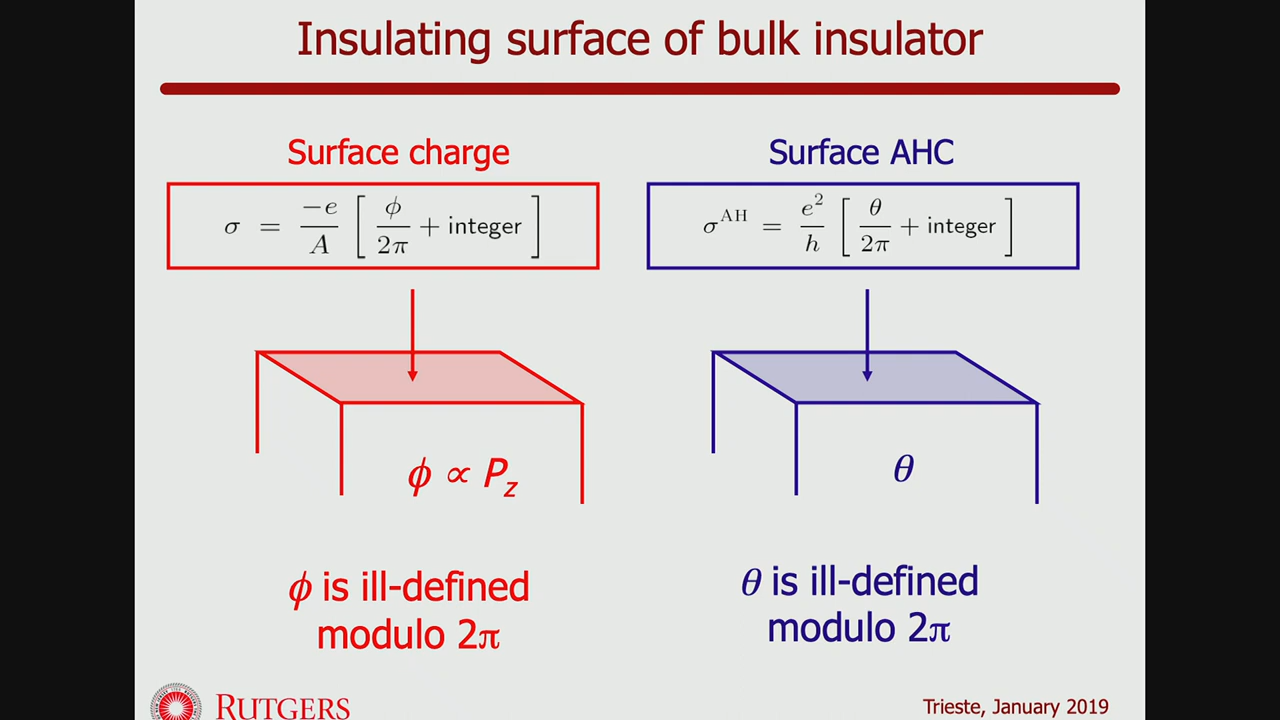 Insulating surface of bulk insulator
Surface charge
σ = −e/A [ ϕ/2π + integer ]
ϕ ∝ P_z
ϕ is ill-defined
modulo 2π
Surface AHC
σ^AH = e²/h [ θ/2π + integer ]
θ
θ is ill-defined
modulo 2π
RUTGERS
Trieste, January 2019